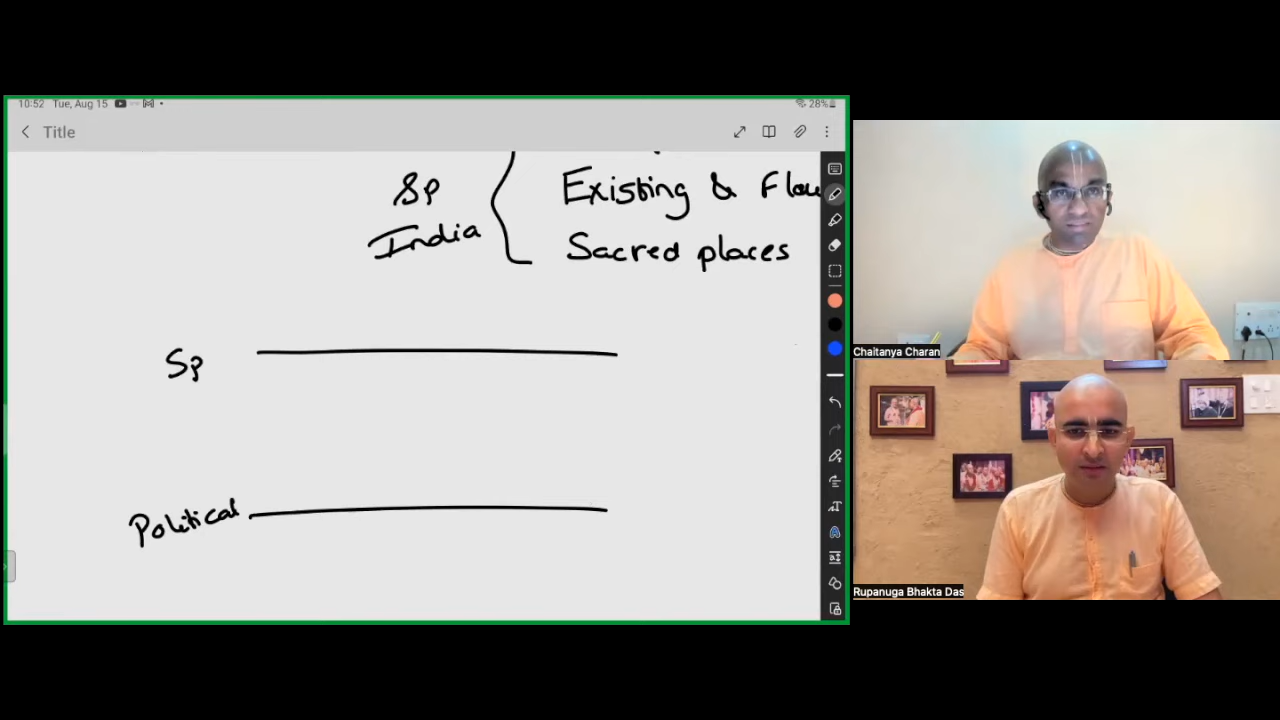 10:52 Tue, Aug 15
28%
Title
Sp
Existing &
India
Sacred places
Sp
Political
Chaitanya Charan
Rupanuga Bhakta Das